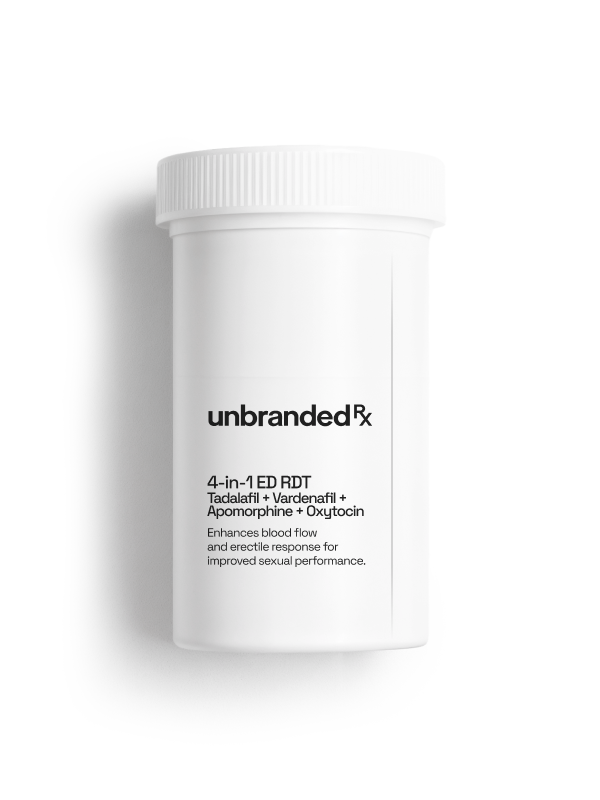 unbranded Rx
4-in-1 ED RDT
Tadalafil + Vardenafil +
Apomorphine + Oxytocin
Enhances blood flow
and erectile response for
improved sexual performance.